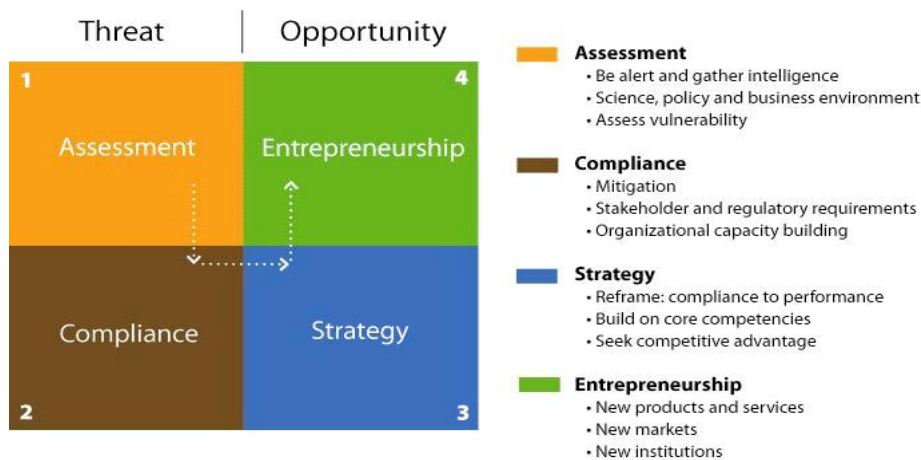 Threat Opportunity
1
4
Assessment
Entrepreneurship
Compliance
Strategy
2
3
Assessment
• Be alert and gather intelligence
• Science, policy and business environment
• Assess vulnerability
Compliance
• Mitigation
• Stakeholder and regulatory requirements
• Organizational capacity building
Strategy
• Reframe: compliance to performance
• Build on core competencies
• Seek competitive advantage
Entrepreneurship
• New products and services
• New markets
• New institutions